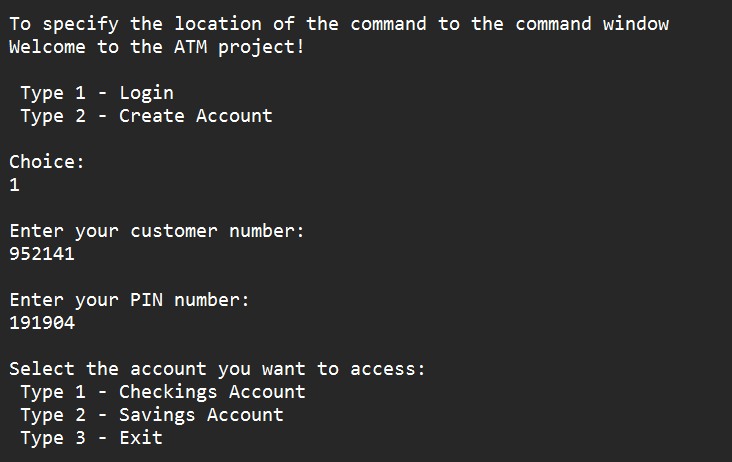 To specify the location of the command to the command window
Welcome to the ATM project!
Type 1 - Login
Type 2 - Create Account
Choice:
1
Enter your customer number:
952141
Enter your PIN number:
191904
Select the account you want to access:
Type 1 - Checkings Account
Type 2 - Savings Account
Type 3 - Exit